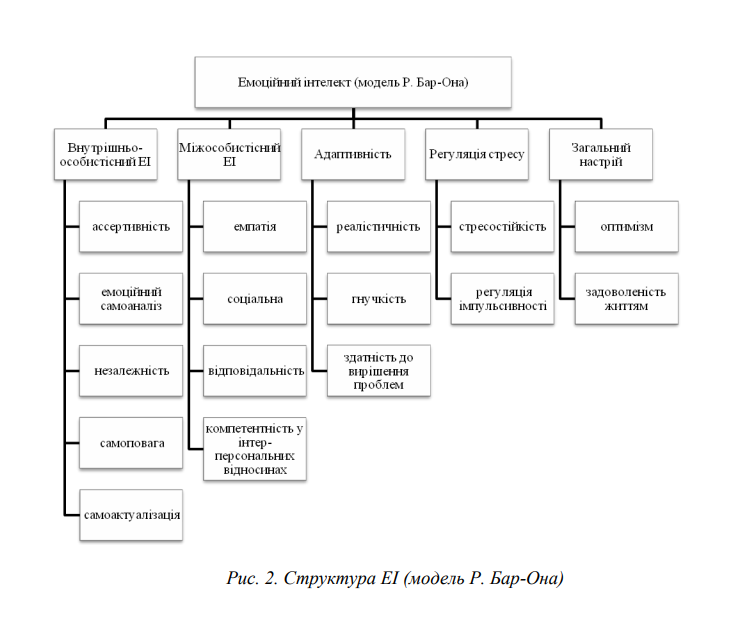 Емоційний інтелект (модель Р. Бар-Она)
Внутрішньо-
особистісний ЕІ
ассертивність
емоційний
самоаналіз
незалежність
самоповага
самоактуалізація
Міжособистісний
ЕІ
емпатія
соціальна
відповідальність
компетентність у
інтер-
персональних
відносинах
Адаптивність
реалістичність
гнучкість
здатність до
вирішення
проблем
Регуляція стресу
стресостійкість
регуляція
імпульсивності
Загальний
настрій
оптимізм
задоволеність
життям
Рис. 2. Структура ЕІ (модель Р. Бар-Она)